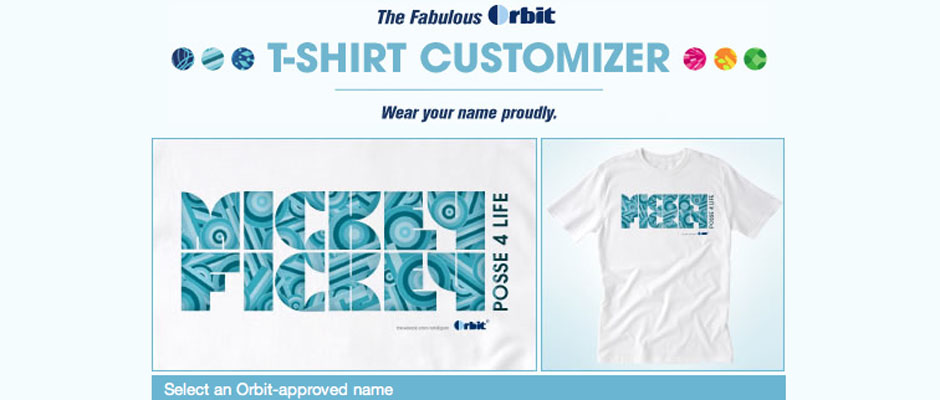 The Fabulous Orbit
T-SHIRT CUSTOMIZER
Wear your name proudly.
MICKEY
FICKEY
POSSE 4 LIFE
Orbit
MICKEY
FICKEY
POSSE 4 LIFE
Orbit
Select an Orbit-approved name